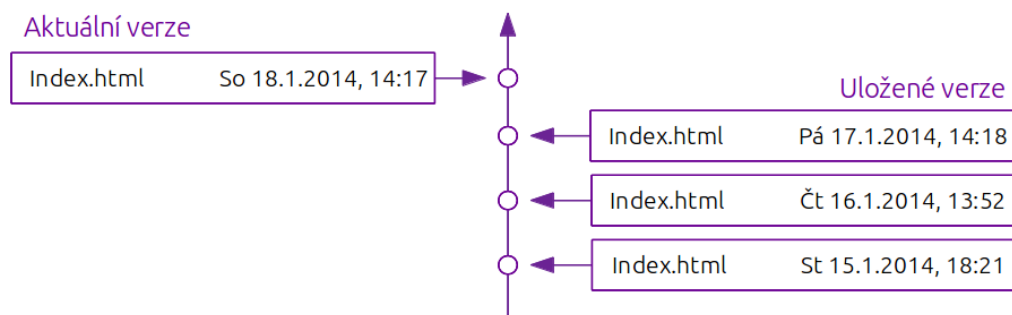 Aktuální verze
Index.html So 18.1.2014, 14:17
Uložené verze
Index.html Pá 17.1.2014, 14:18
Index.html Čt 16.1.2014, 13:52
Index.html St 15.1.2014, 18:21